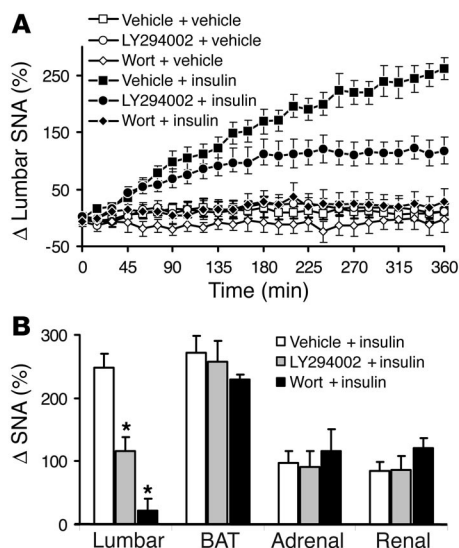 A
Vehicle + vehicle
LY294002 + vehicle
Wort + vehicle
Vehicle + insulin
LY294002 + insulin
Wort + insulin
Δ Lumbar SNA (%)
250
150
50
-50
0 45 90 135 180 225 270 315 360
Time (min)
B
Δ SNA (%)
300
200
100
0
Vehicle + insulin
LY294002 + insulin
Wort + insulin
*
*
Lumbar BAT Adrenal Renal